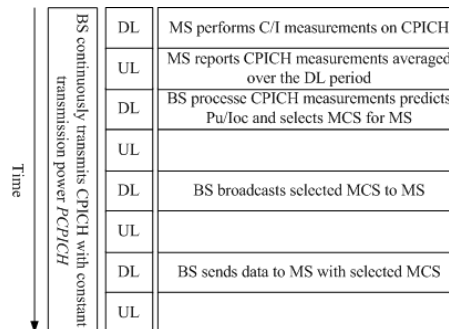 Time
BS continuously transmits CPICH with constant
transmission power PCPICH
DL
MS performs C/I measurements on CPICH
UL
MS reports CPICH measurements averaged
over the DL period
DL
BS processe CPICH measurements predicts
Pu/Ioc and selects MCS for MS
UL
DL
BS broadcasts selected MCS to MS
UL
DL
BS sends data to MS with selected MCS
UL